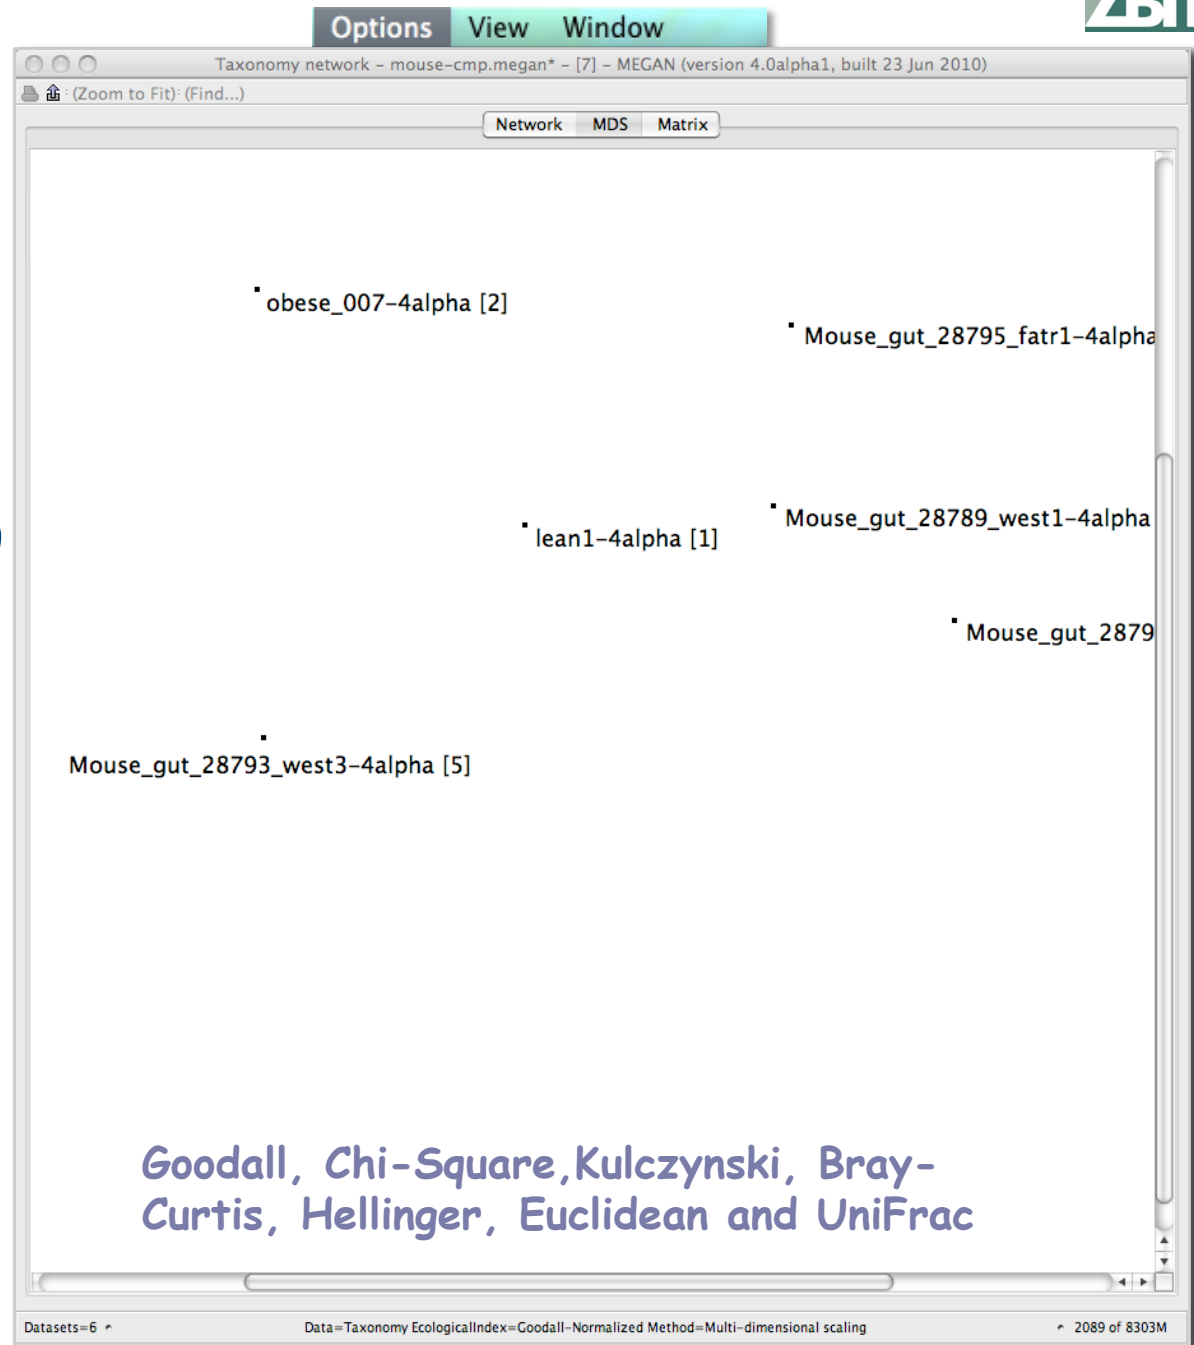 ZBIT
Options View Window
Taxonomy network – mouse-cmp.megan* – [7] – MEGAN (version 4.0alpha1, built 23 Jun 2010)
(Zoom to Fit) (Find...)
Network MDS Matrix
obese_007-4alpha [2]
Mouse_gut_28795_fatr1-4alpha
Mouse_gut_28789_west1-4alpha
lean1-4alpha [1]
Mouse_gut_2879
Mouse_gut_28793_west3-4alpha [5]
Goodall, Chi-Square,Kulczynski, Bray-
Curtis, Hellinger, Euclidean and UniFrac
Datasets=6 Data=Taxonomy EcologicalIndex=Goodall-Normalized Method=Multi-dimensional scaling 2089 of 8303M